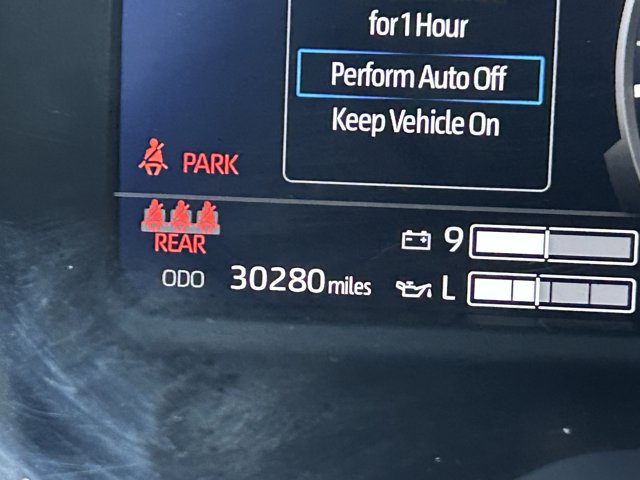 for 1 Hour
Perform Auto Off
Keep Vehicle On
PARK
REAR
9
ODO 30280 miles
L